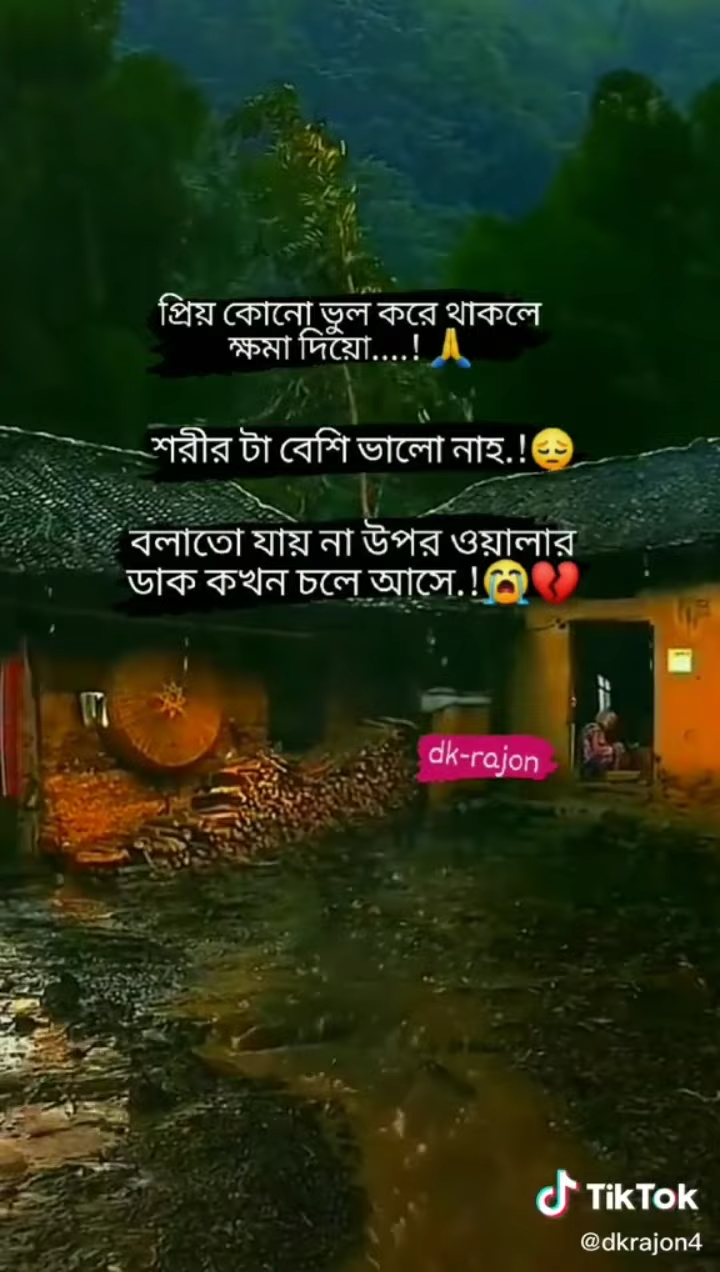 প্রিয় কোনো ভুল করে থাকলে
ক্ষমা দিয়ো....! 🙏
শরীর টা বেশি ভালো নাহ.!😔
বলাতো যায় না উপর ওয়ালার
ডাক কখন চলে আসে.!😭💔
dk-rajon
TikTok
@dkrajon4